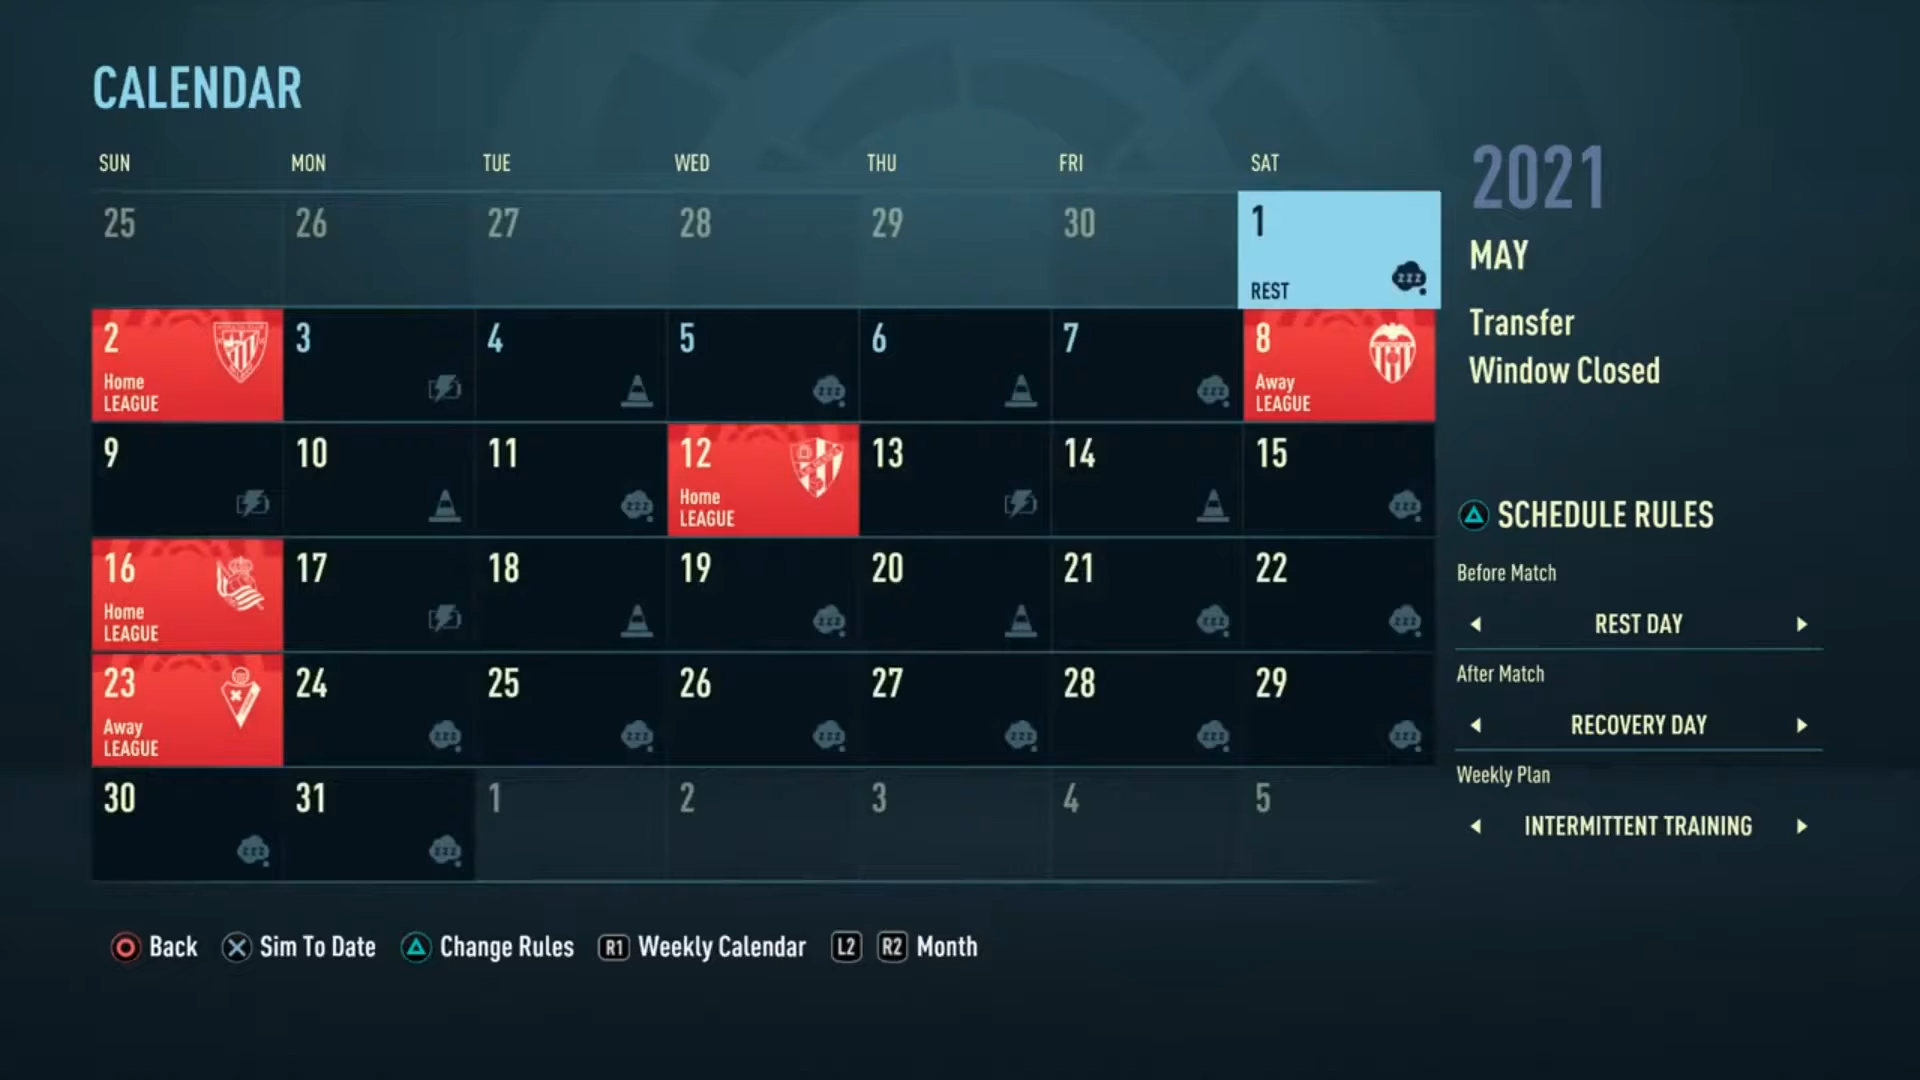 CALENDAR
SUN MON TUE WED THU FRI SAT
25 26 27 28 29 30 1
REST
2 3 4 5 6 7 8
Home
LEAGUE
Away
LEAGUE
9 10 11 12 13 14 15
Home
LEAGUE
16 17 18 19 20 21 22
Home
LEAGUE
23 24 25 26 27 28 29
Away
LEAGUE
30 31 1 2 3 4 5
2021
MAY
Transfer
Window Closed
SCHEDULE RULES
Before Match
REST DAY
After Match
RECOVERY DAY
Weekly Plan
INTERMITTENT TRAINING
Back Sim To Date Change Rules R1 Weekly Calendar L2 R2 Month